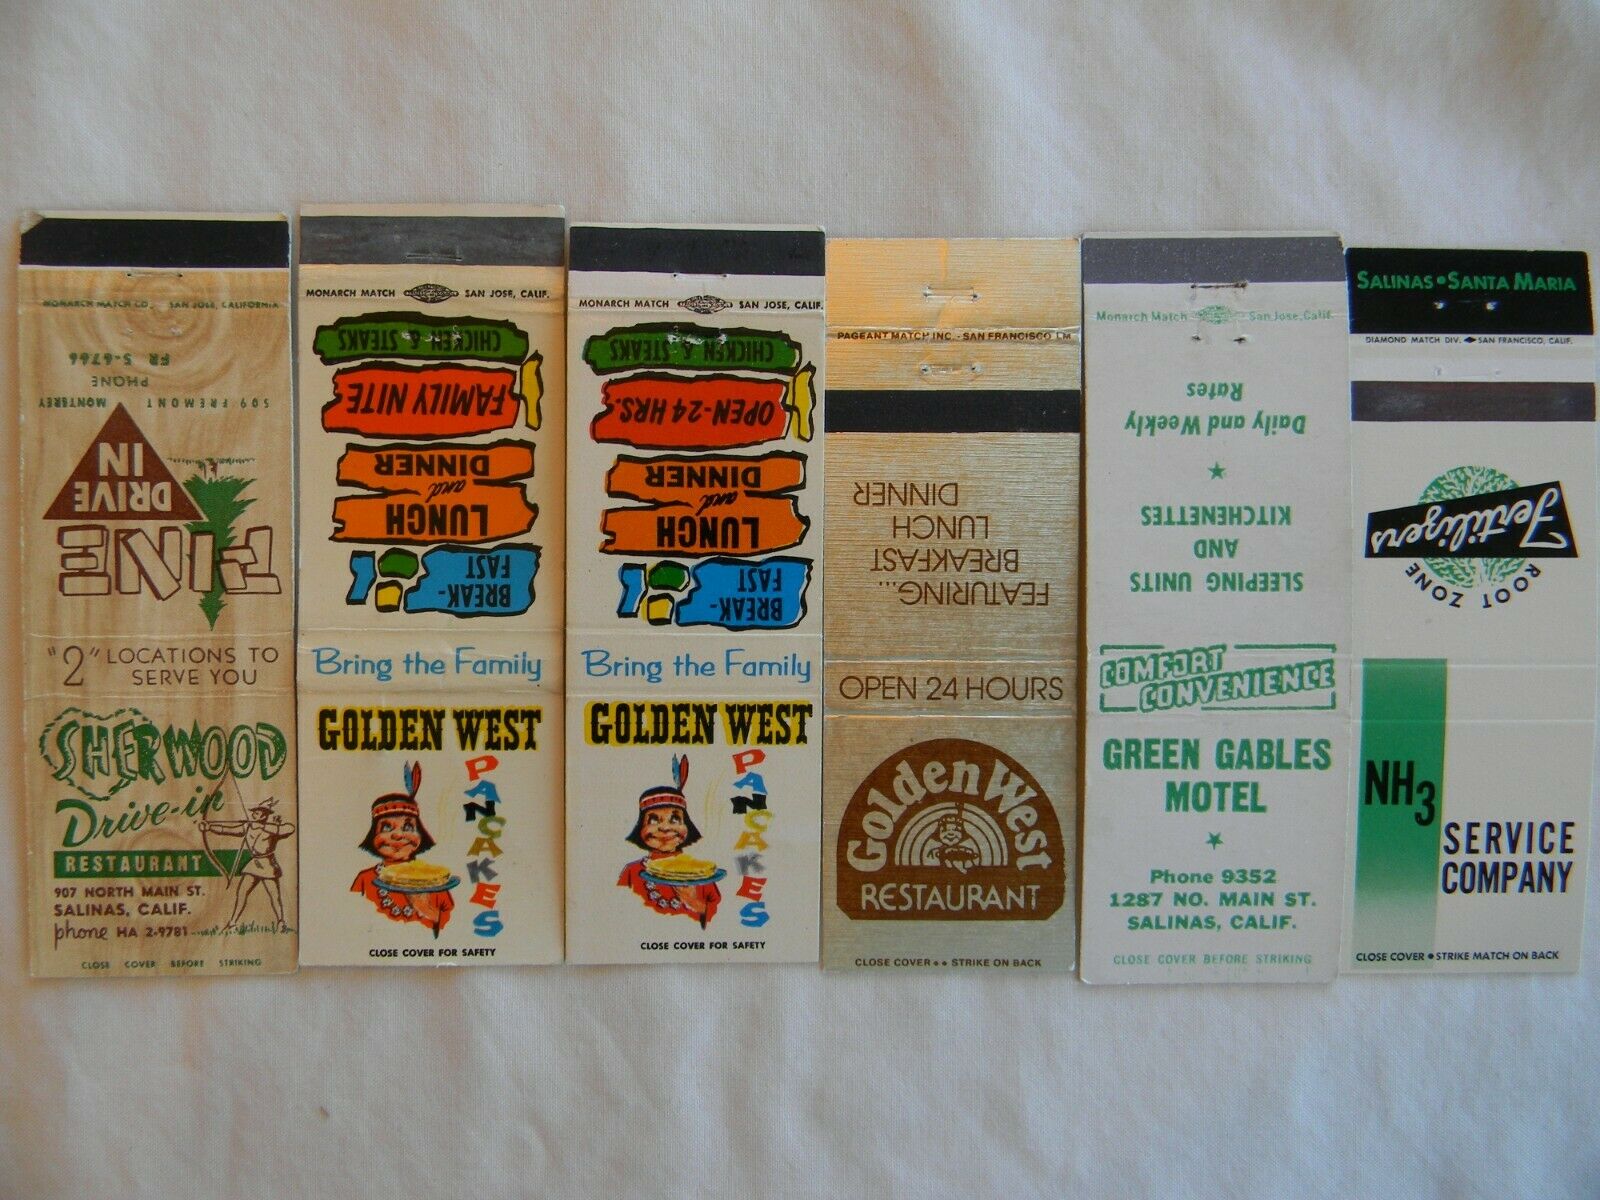 MONARCH MATCH CO. SAN JOSE, CALIFORNIA
PINE
DRIVE
IN
509 FREMONT MONTEREY
PHONE
FR 5-6766
"2" LOCATIONS TO
SERVE YOU
SHERWOOD
Drive-in
RESTAURANT
907 NORTH MAIN ST.
SALINAS, CALIF.
phone HA 2-9781
CLOSE COVER BEFORE STRIKING
MONARCH MATCH SAN JOSE, CALIF.
BREAK-
FAST
LUNCH
and
DINNER
FAMILY NITE
CHICKEN & STEAKS
Bring the Family
GOLDEN WEST
PANCAKES
CLOSE COVER FOR SAFETY
MONARCH MATCH SAN JOSE, CALIF.
BREAK-
FAST
LUNCH
and
DINNER
OPEN-24 HRS.
CHICKEN & STEAKS
Bring the Family
GOLDEN WEST
PANCAKES
CLOSE COVER FOR SAFETY
PAGEANT MATCH INC. - SAN FRANCISCO LM
FEATURING...
BREAKFAST
LUNCH
DINNER
OPEN 24 HOURS
Golden West
RESTAURANT
CLOSE COVER • • STRIKE ON BACK
Monarch Match San Jose, Calif.
SLEEPING UNITS
AND
KITCHENETTES
★
Daily and Weekly
Rates
COMFORT
CONVENIENCE
GREEN GABLES
MOTEL
★
Phone 9352
1287 NO. MAIN ST.
SALINAS, CALIF.
CLOSE COVER BEFORE STRIKING
SALINAS • SANTA MARIA
DIAMOND MATCH DIV. SAN FRANCISCO, CALIF.
ROOT ZONE
Fertilizers
NH3
SERVICE
COMPANY
CLOSE COVER • STRIKE MATCH ON BACK